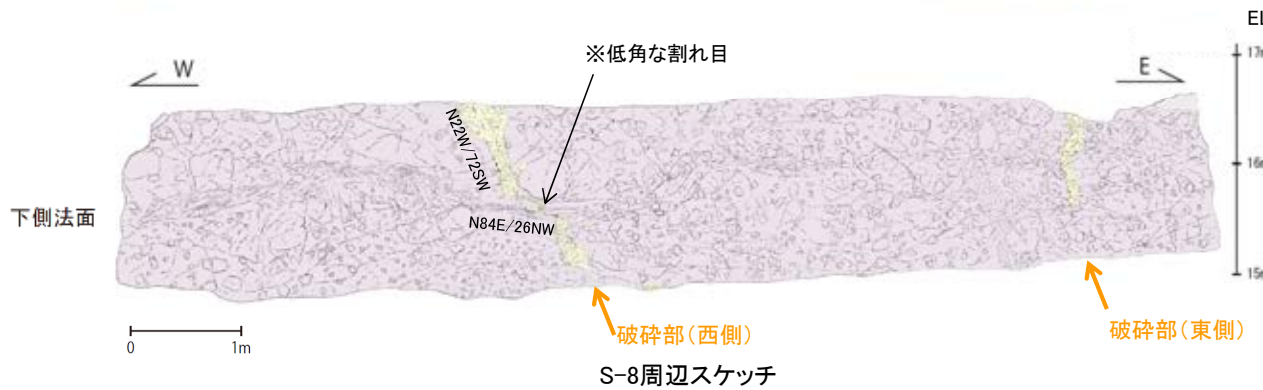 EL
17m
※低角な割れ目
W
E
N22W/72SW
16m
下側法面
N84E/26NW
15m
破砕部(西側)
破砕部(東側)
0
1m
S-8周辺スケッチ